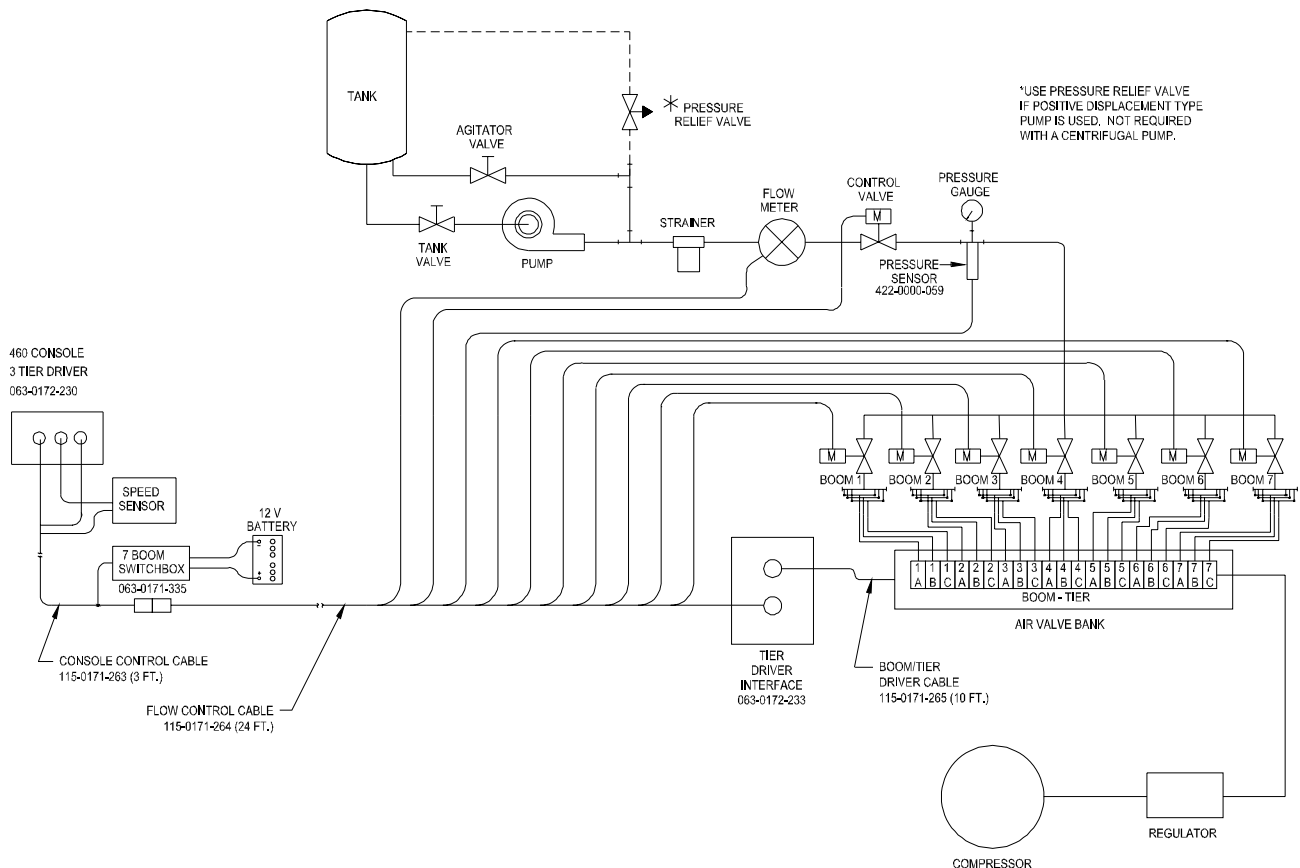 TANK
*USE PRESSURE RELIEF VALVE
IF POSITIVE DISPLACEMENT TYPE
PUMP IS USED, NOT REQUIRED
WITH A CENTRIFUGAL PUMP.
* PRESSURE
RELIEF VALVE
AGITATOR
VALVE
TANK
VALVE
PUMP
STRAINER
FLOW
METER
CONTROL
VALVE
M
PRESSURE
GAUGE
PRESSURE
SENSOR
422-0000-059
460 CONSOLE
3 TIER DRIVER
063-0172-230
SPEED
SENSOR
12 V
BATTERY
- 
+
7 BOOM
SWITCHBOX
063-0171-335
CONSOLE CONTROL CABLE
115-0171-263 (3 FT.)
FLOW CONTROL CABLE
115-0171-264 (24 FT.)
M M M M M M M
BOOM 1 BOOM 2 BOOM 3 BOOM 4 BOOM 5 BOOM 6 BOOM 7
1 1 1 2 2 2 3 3 3 4 4 4 5 5 5 6 6 6 7 7 7
A B C A B C A B C A B C A B C A B C A B C
BOOM - TIER
AIR VALVE BANK
TIER
DRIVER
INTERFACE
063-0172-233
BOOM/TIER
DRIVER CABLE
115-0171-265 (10 FT.)
REGULATOR
COMPRESSOR